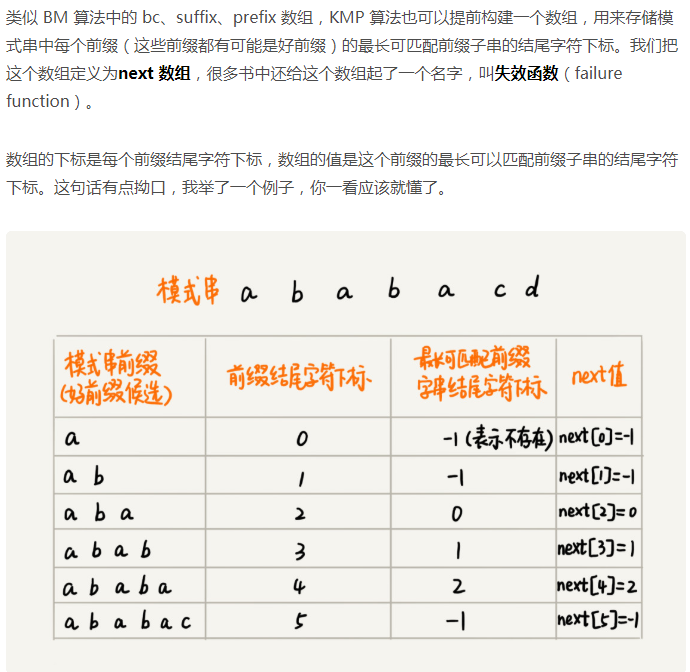 类似 BM 算法中的 bc、suffix、prefix 数组，KMP 算法也可以提前构建一个数组，用来存储模
式串中每个前缀（这些前缀都有可能是好前缀）的最长可匹配前缀子串的结尾字符下标。我们把
这个数组定义为next 数组，很多书中还给这个数组起了一个名字，叫失效函数（failure
function）。
数组的下标是每个前缀结尾字符下标，数组的值是这个前缀的最长可以匹配前缀子串的结尾字符
下标。这句话有点拗口，我举了一个例子，你一看应该就懂了。
模式串 a b a b a c d
模式串前缀
(好前缀候选)
前缀结尾字符下标
最长可匹配前缀
字串结尾字符下标
next值
a 0 -1(表示不存在) next[0]=-1
a b 1 -1 next[1]=-1
a b a 2 0 next[2]=0
a b a b 3 1 next[3]=1
a b a b a 4 2 next[4]=2
a b a b a c 5 -1 next[5]=-1